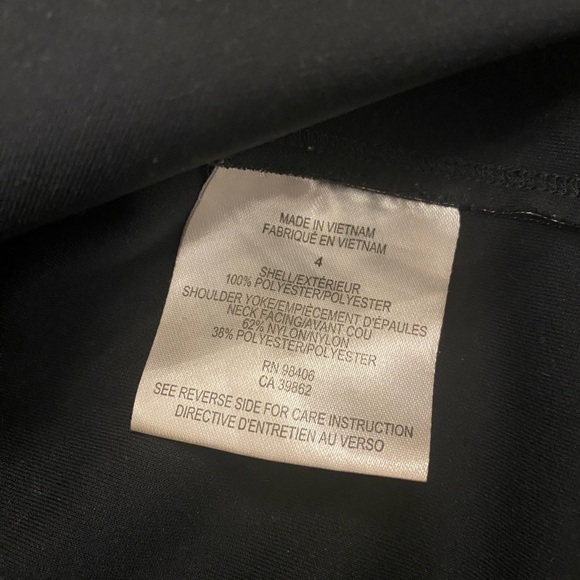 MADE IN VIETNAM
FABRIQUÉ EN VIETNAM
4
SHELL/EXTÉRIEUR
100% POLYESTER/POLYESTER
SHOULDER YOKE/EMPIÈCEMENT D'ÉPAULES
NECK FACING/AVANT COU
62% NYLON/NYLON
38% POLYESTER/POLYESTER
RN 98406
CA 39862
SEE REVERSE SIDE FOR CARE INSTRUCTION
DIRECTIVE D'ENTRETIEN AU VERSO